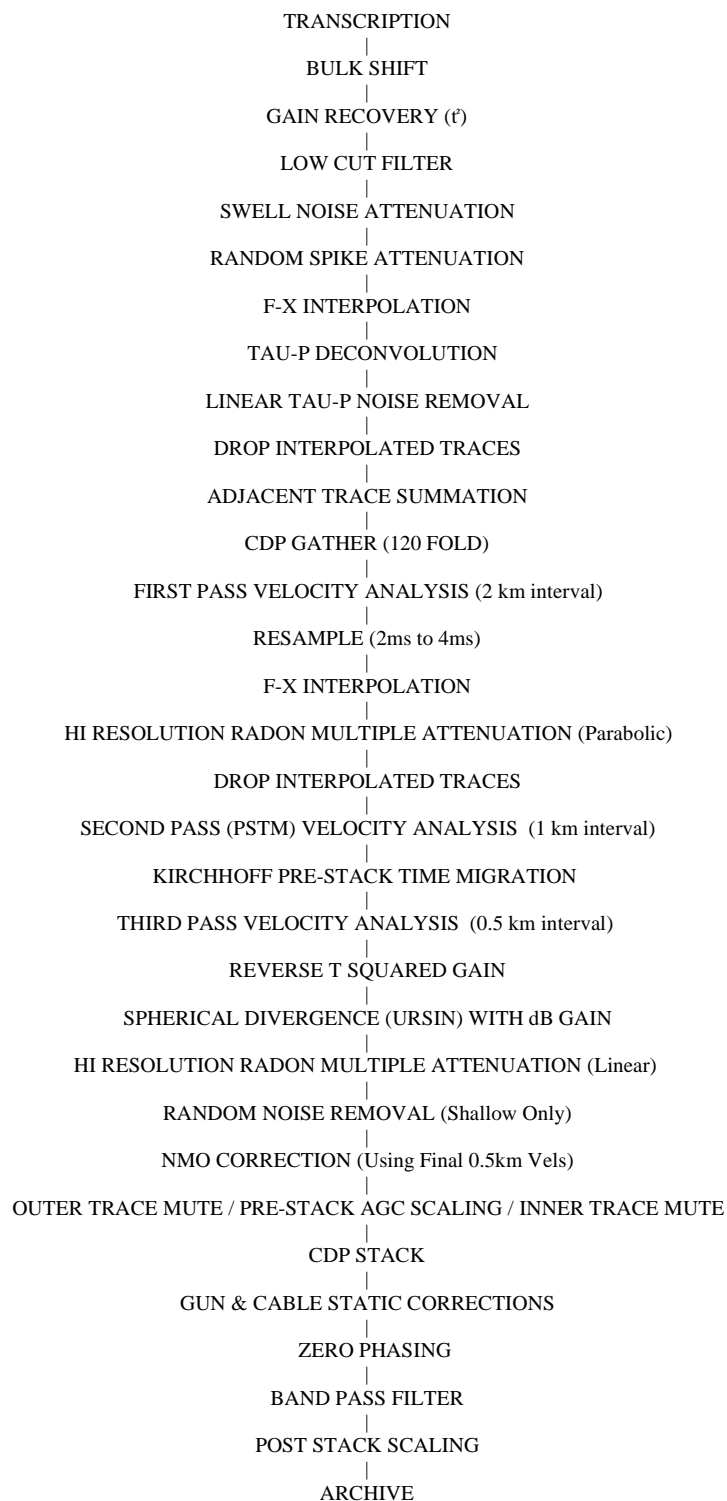 TRANSCRIPTION
|
BULK SHIFT
|
GAIN RECOVERY (t²)
|
LOW CUT FILTER
|
SWELL NOISE ATTENUATION
|
RANDOM SPIKE ATTENUATION
|
F-X INTERPOLATION
|
TAU-P DECONVOLUTION
|
LINEAR TAU-P NOISE REMOVAL
|
DROP INTERPOLATED TRACES
|
ADJACENT TRACE SUMMATION
|
CDP GATHER (120 FOLD)
|
FIRST PASS VELOCITY ANALYSIS (2 km interval)
|
RESAMPLE (2ms to 4ms)
|
F-X INTERPOLATION
|
HI RESOLUTION RADON MULTIPLE ATTENUATION (Parabolic)
|
DROP INTERPOLATED TRACES
|
SECOND PASS (PSTM) VELOCITY ANALYSIS (1 km interval)
|
KIRCHHOFF PRE-STACK TIME MIGRATION
|
THIRD PASS VELOCITY ANALYSIS (0.5 km interval)
|
REVERSE T SQUARED GAIN
|
SPHERICAL DIVERGENCE (URSIN) WITH dB GAIN
|
HI RESOLUTION RADON MULTIPLE ATTENUATION (Linear)
|
RANDOM NOISE REMOVAL (Shallow Only)
|
NMO CORRECTION (Using Final 0.5km Vels)
|
OUTER TRACE MUTE / PRE-STACK AGC SCALING / INNER TRACE MUTE
|
CDP STACK
|
GUN & CABLE STATIC CORRECTIONS
|
ZERO PHASING
|
BAND PASS FILTER
|
POST STACK SCALING
|
ARCHIVE